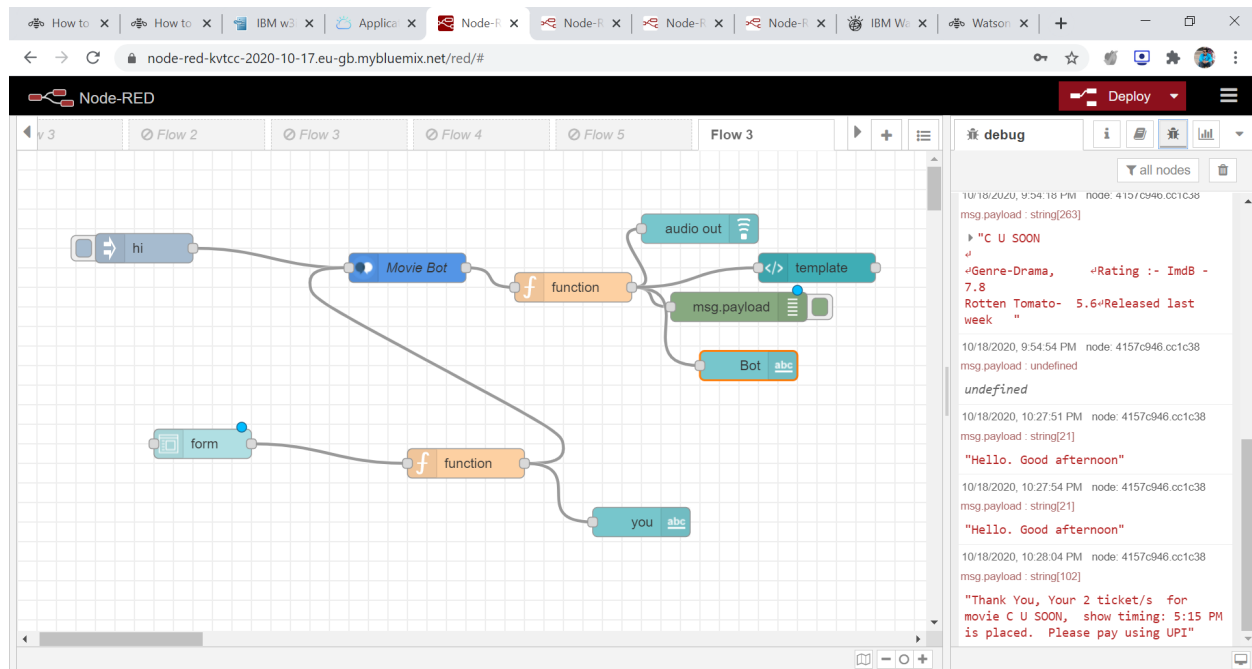 How to
How to
IBM w3
Applica
Node-R
Node-R
Node-R
Node-R
IBM Wa
Watson
node-red-kvtcc-2020-10-17.eu-gb.mybluemix.net/red/#
Node-RED
Deploy
Flow 2
Flow 3
Flow 4
Flow 5
Flow 3
debug
all nodes
hi
Movie Bot
function
audio out
template
msg.payload
Bot
abc
form
function
you
abc
10/18/2020, 9:54:18 PM node: 4157c946.cc1c38
msg.payload : string[263]
"C U SOON
↵
↵Genre-Drama, ↵Rating :- ImdB -
7.8
Rotten Tomato- 5.6↵Released last
week "
10/18/2020, 9:54:54 PM node: 4157c946.cc1c38
msg.payload : undefined
undefined
10/18/2020, 10:27:51 PM node: 4157c946.cc1c38
msg.payload : string[21]
"Hello. Good afternoon"
10/18/2020, 10:27:54 PM node: 4157c946.cc1c38
msg.payload : string[21]
"Hello. Good afternoon"
10/18/2020, 10:28:04 PM node: 4157c946.cc1c38
msg.payload : string[102]
"Thank You, Your 2 ticket/s for
movie C U SOON, show timing: 5:15 PM
is placed. Please pay using UPI"